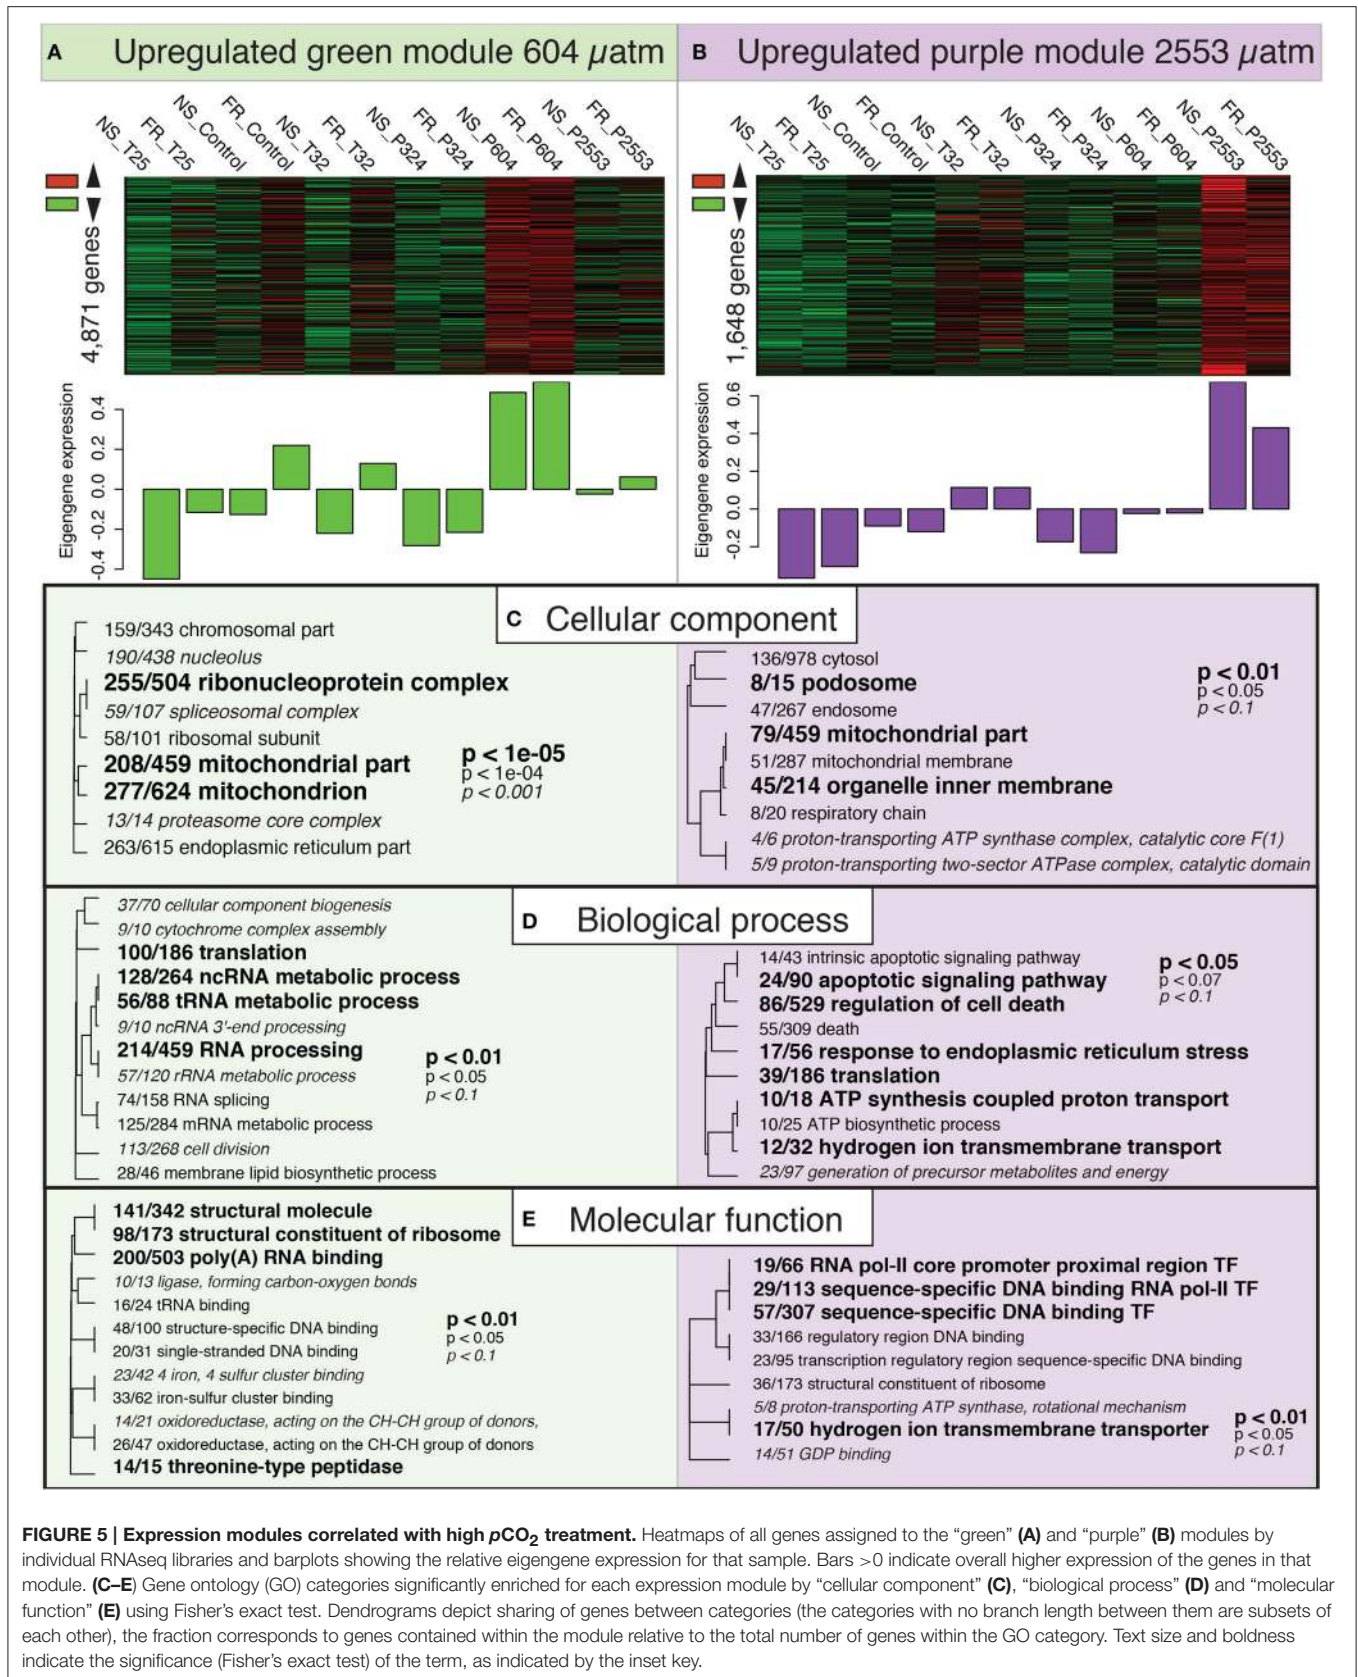 A Upregulated green module 604 µatm
B Upregulated purple module 2553 µatm
NS_T25
FR_T25
NS_Control
FR_Control
NS_T32
FR_T32
NS_P324
FR_P324
NS_P604
FR_P604
NS_P2553
FR_P2553
4,871 genes
Eigengene expression
0.4
0.2
0.0
-0.2
-0.4
NS_T25
FR_T25
NS_Control
FR_Control
NS_T32
FR_T32
NS_P324
FR_P324
NS_P604
FR_P604
NS_P2553
FR_P2553
1,648 genes
Eigengene expression
0.6
0.4
0.2
0.0
-0.2
C Cellular component
159/343 chromosomal part
190/438 nucleolus
255/504 ribonucleoprotein complex
59/107 spliceosomal complex
58/101 ribosomal subunit
208/459 mitochondrial part
277/624 mitochondrion
13/14 proteasome core complex
263/615 endoplasmic reticulum part
p < 1e-05
p < 1e-04
p < 0.001
136/978 cytosol
8/15 podosome
47/267 endosome
79/459 mitochondrial part
51/287 mitochondrial membrane
45/214 organelle inner membrane
8/20 respiratory chain
4/6 proton-transporting ATP synthase complex, catalytic core F(1)
5/9 proton-transporting two-sector ATPase complex, catalytic domain
p < 0.01
p < 0.05
p < 0.1
D Biological process
37/70 cellular component biogenesis
9/10 cytochrome complex assembly
100/186 translation
128/264 ncRNA metabolic process
56/88 tRNA metabolic process
9/10 ncRNA 3'-end processing
214/459 RNA processing
57/120 rRNA metabolic process
74/158 RNA splicing
125/284 mRNA metabolic process
113/268 cell division
28/46 membrane lipid biosynthetic process
p < 0.01
p < 0.05
p < 0.1
14/43 intrinsic apoptotic signaling pathway
24/90 apoptotic signaling pathway
86/529 regulation of cell death
55/309 death
17/56 response to endoplasmic reticulum stress
39/186 translation
10/18 ATP synthesis coupled proton transport
10/25 ATP biosynthetic process
12/32 hydrogen ion transmembrane transport
23/97 generation of precursor metabolites and energy
p < 0.05
p < 0.07
p < 0.1
E Molecular function
141/342 structural molecule
98/173 structural constituent of ribosome
200/503 poly(A) RNA binding
10/13 ligase, forming carbon-oxygen bonds
16/24 tRNA binding
48/100 structure-specific DNA binding
20/31 single-stranded DNA binding
23/42 4 iron, 4 sulfur cluster binding
33/62 iron-sulfur cluster binding
14/21 oxidoreductase, acting on the CH-CH group of donors,
26/47 oxidoreductase, acting on the CH-CH group of donors
14/15 threonine-type peptidase
p < 0.01
p < 0.05
p < 0.1
19/66 RNA pol-II core promoter proximal region TF
29/113 sequence-specific DNA binding RNA pol-II TF
57/307 sequence-specific DNA binding TF
33/166 regulatory region DNA binding
23/95 transcription regulatory region sequence-specific DNA binding
36/173 structural constituent of ribosome
5/8 proton-transporting ATP synthase, rotational mechanism
17/50 hydrogen ion transmembrane transporter
14/51 GDP binding
p < 0.01
p < 0.05
p < 0.1
FIGURE 5 | Expression modules correlated with high pCO2 treatment. Heatmaps of all genes assigned to the “green” (A) and “purple” (B) modules by
individual RNAseq libraries and barplots showing the relative eigengene expression for that sample. Bars >0 indicate overall higher expression of the genes in that
module. (C–E) Gene ontology (GO) categories significantly enriched for each expression module by “cellular component” (C), “biological process” (D) and “molecular
function” (E) using Fisher’s exact test. Dendrograms depict sharing of genes between categories (the categories with no branch length between them are subsets of
each other), the fraction corresponds to genes contained within the module relative to the total number of genes within the GO category. Text size and boldness
indicate the significance (Fisher’s exact test) of the term, as indicated by the inset key.